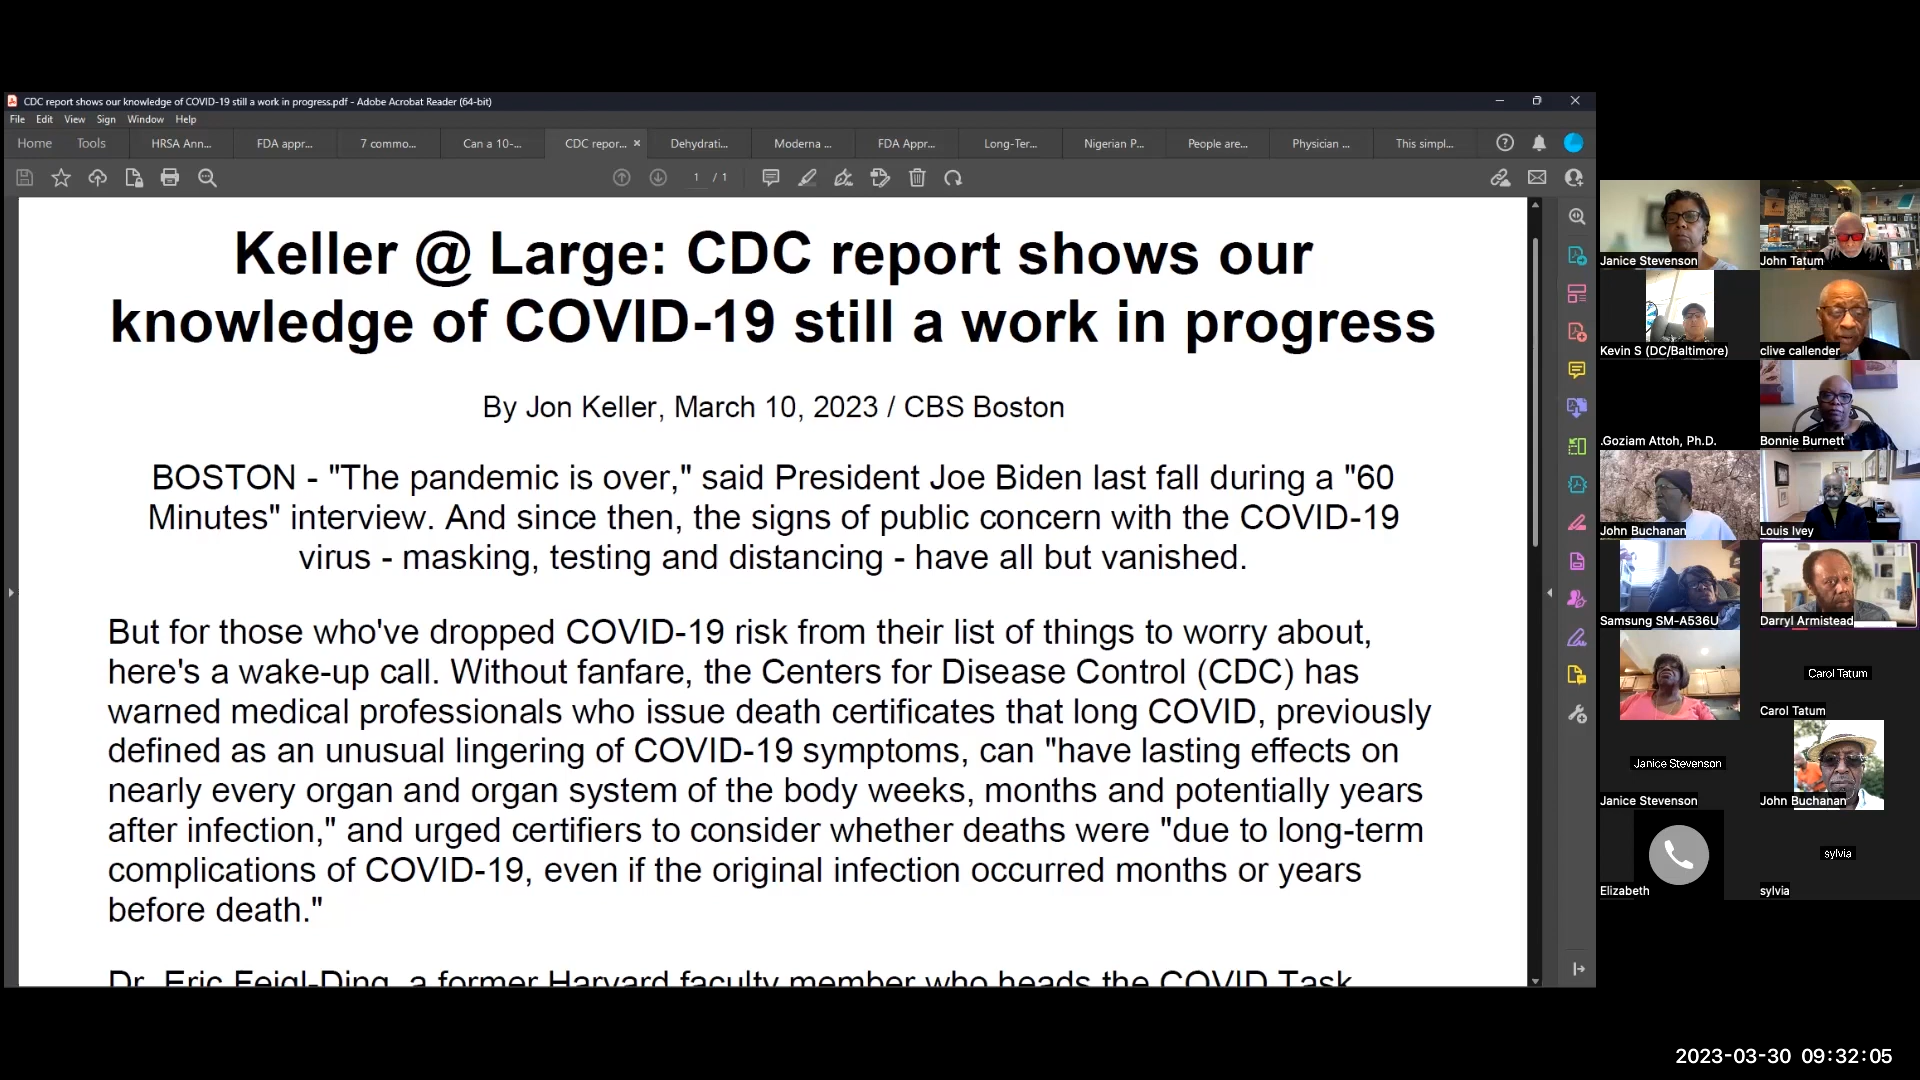 CDC report shows our knowledge of COVID-19 still a work in progress.pdf - Adobe Acrobat Reader (64-bit)
File Edit View Sign Window Help
Home Tools HRSA Ann... FDA appr... 7 commo... Can a 10-... CDC repor... × Dehydrati... Moderna ... FDA Appr... Long-Ter... Nigerian P... People are... Physician ... This simpl...
1 / 1
Keller @ Large: CDC report shows our
knowledge of COVID-19 still a work in progress
By Jon Keller, March 10, 2023 / CBS Boston
BOSTON - "The pandemic is over," said President Joe Biden last fall during a "60
Minutes" interview. And since then, the signs of public concern with the COVID-19
virus - masking, testing and distancing - have all but vanished.
But for those who've dropped COVID-19 risk from their list of things to worry about,
here's a wake-up call. Without fanfare, the Centers for Disease Control (CDC) has
warned medical professionals who issue death certificates that long COVID, previously
defined as an unusual lingering of COVID-19 symptoms, can "have lasting effects on
nearly every organ and organ system of the body weeks, months and potentially years
after infection," and urged certifiers to consider whether deaths were "due to long-term
complications of COVID-19, even if the original infection occurred months or years
before death."
Dr. Eric Feigl-Ding, a former Harvard faculty member who heads the COVID Task
Janice Stevenson
John Tatum
Kevin S (DC/Baltimore)
clive callender
.Goziam Attoh, Ph.D.
Bonnie Burnett
John Buchanan
Louis Ivey
Samsung SM-A536U
Darryl Armistead
Carol Tatum
Carol Tatum
Janice Stevenson
Janice Stevenson
John Buchanan
Elizabeth
sylvia
sylvia
2023-03-30 09:32:05